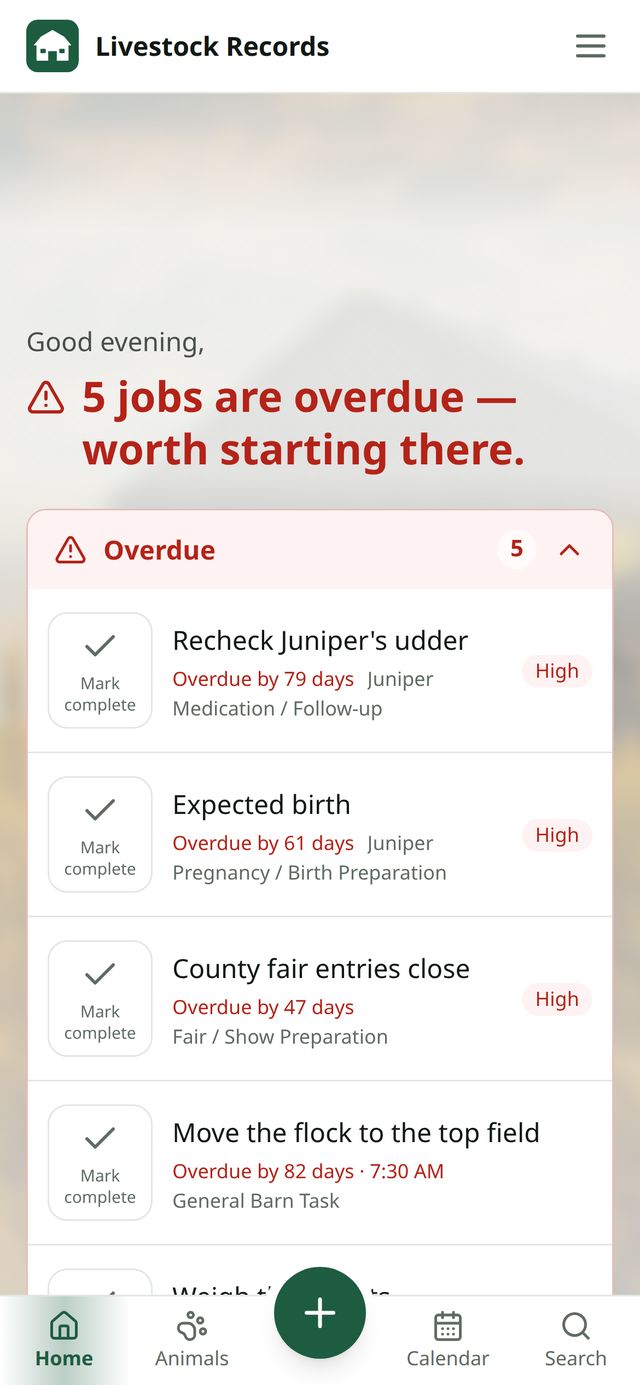 Livestock Records
Good evening,
5 jobs are overdue —
worth starting there.
Overdue
5
Mark
complete
Recheck Juniper's udder
Overdue by 79 days Juniper
Medication / Follow-up
High
Mark
complete
Expected birth
Overdue by 61 days Juniper
Pregnancy / Birth Preparation
High
Mark
complete
County fair entries close
Overdue by 47 days
Fair / Show Preparation
High
Mark
complete
Move the flock to the top field
Overdue by 82 days · 7:30 AM
General Barn Task
Weigh
Home
Animals
Calendar
Search